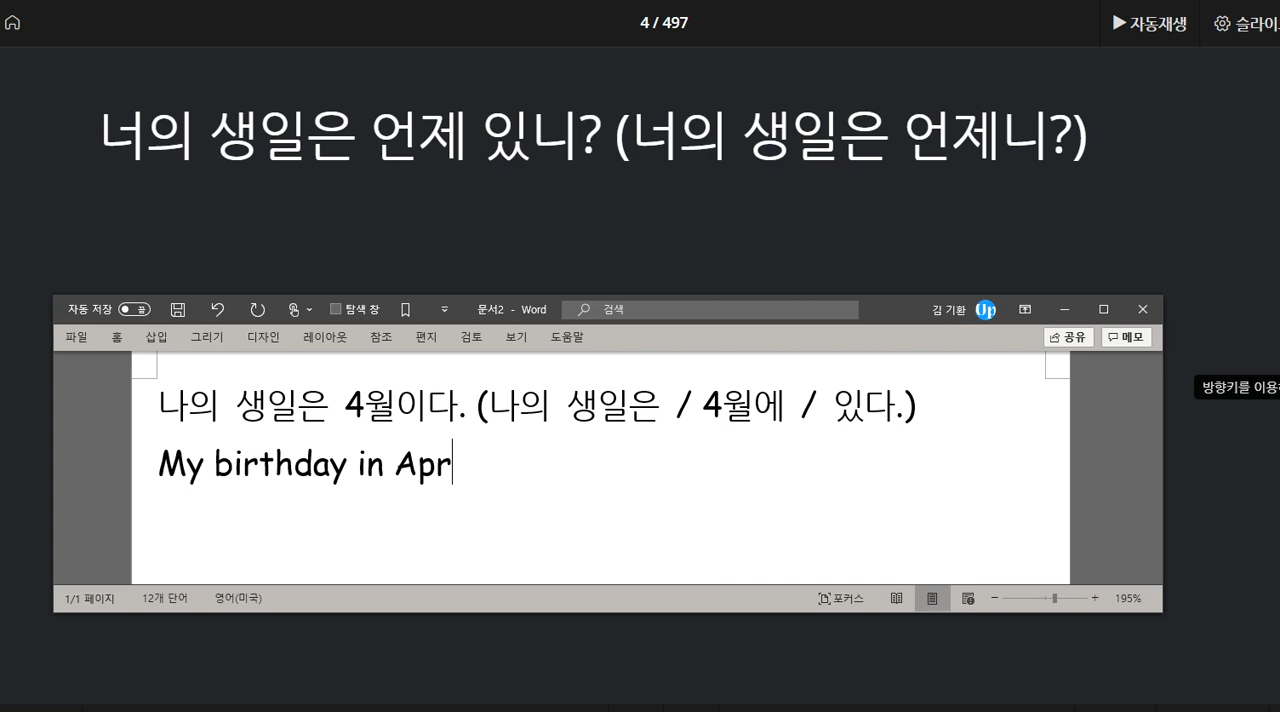 4 / 497
▶ 자동재생
슬라이
너의 생일은 언제 있니? (너의 생일은 언제니?)
자동 저장 끔
탐색 창
문서2 - Word
검색
김 기환
Up
파일 홈 삽입 그리기 디자인 레이아웃 참조 편지 검토 보기 도움말
공유
메모
방향키를 이용
나의 생일은 4월이다. (나의 생일은 / 4월에 / 있다.)
My birthday in Apr
1/1 페이지 12개 단어 영어(미국)
포커스
195%